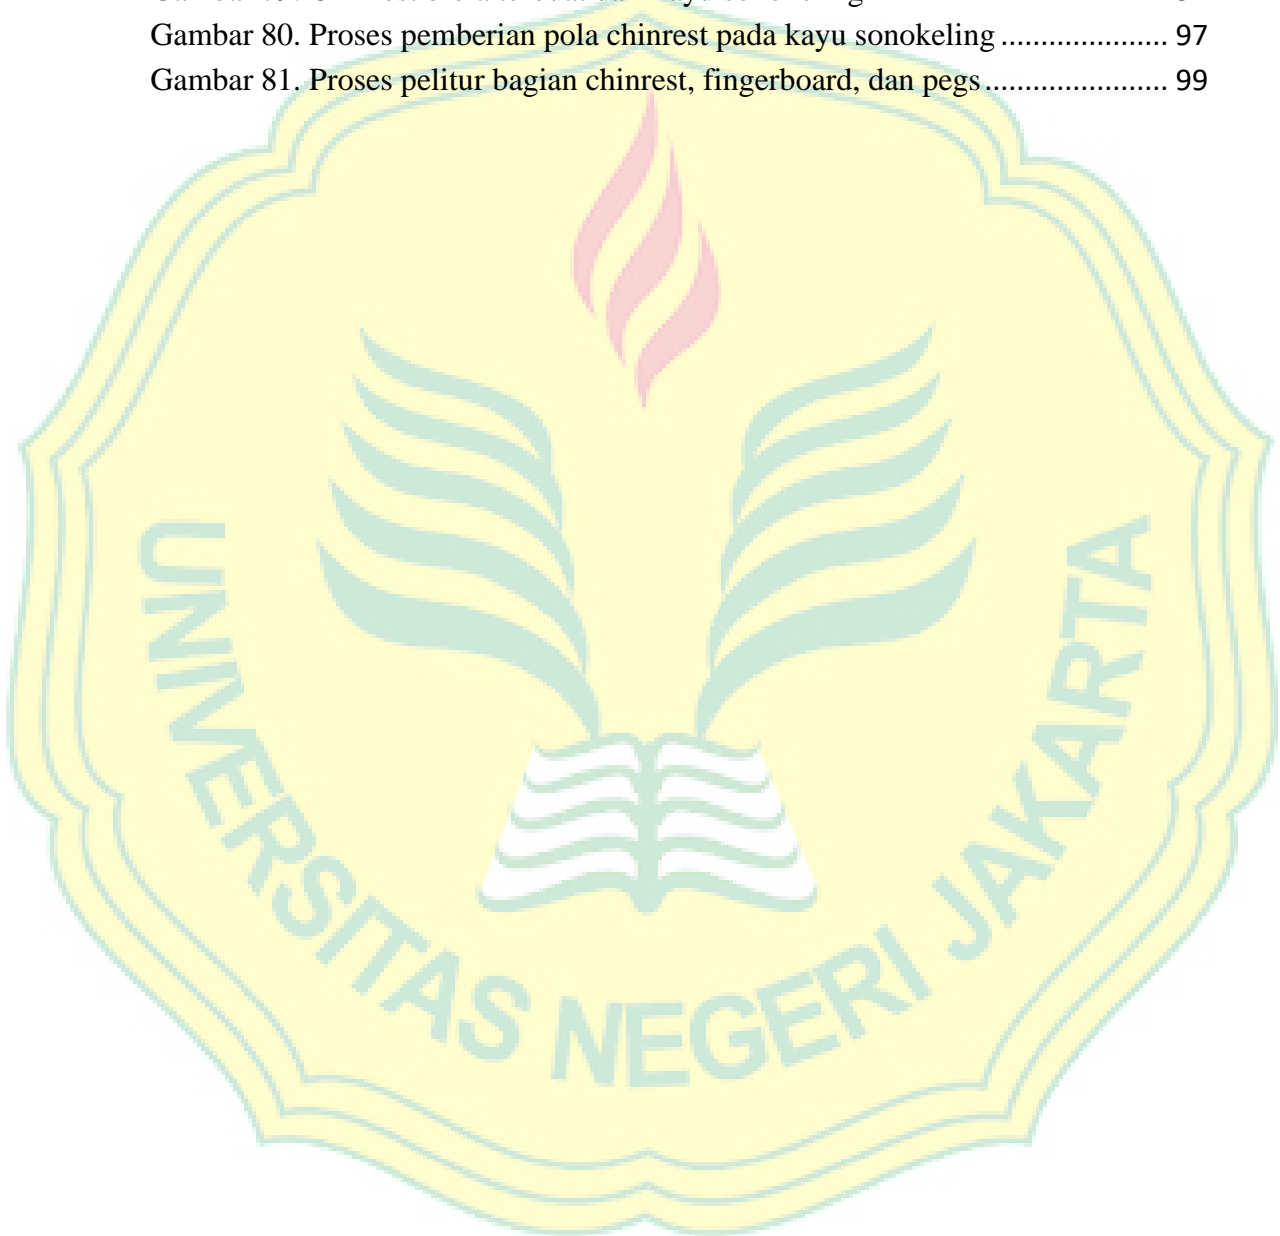 Gambar 80. Proses pemberian pola chinrest pada kayu sonokeling ..................... 97
Gambar 81. Proses pelitur bagian chinrest, fingerboard, dan pegs ....................... 99
UNIVERSITAS NEGERI JAKARTA